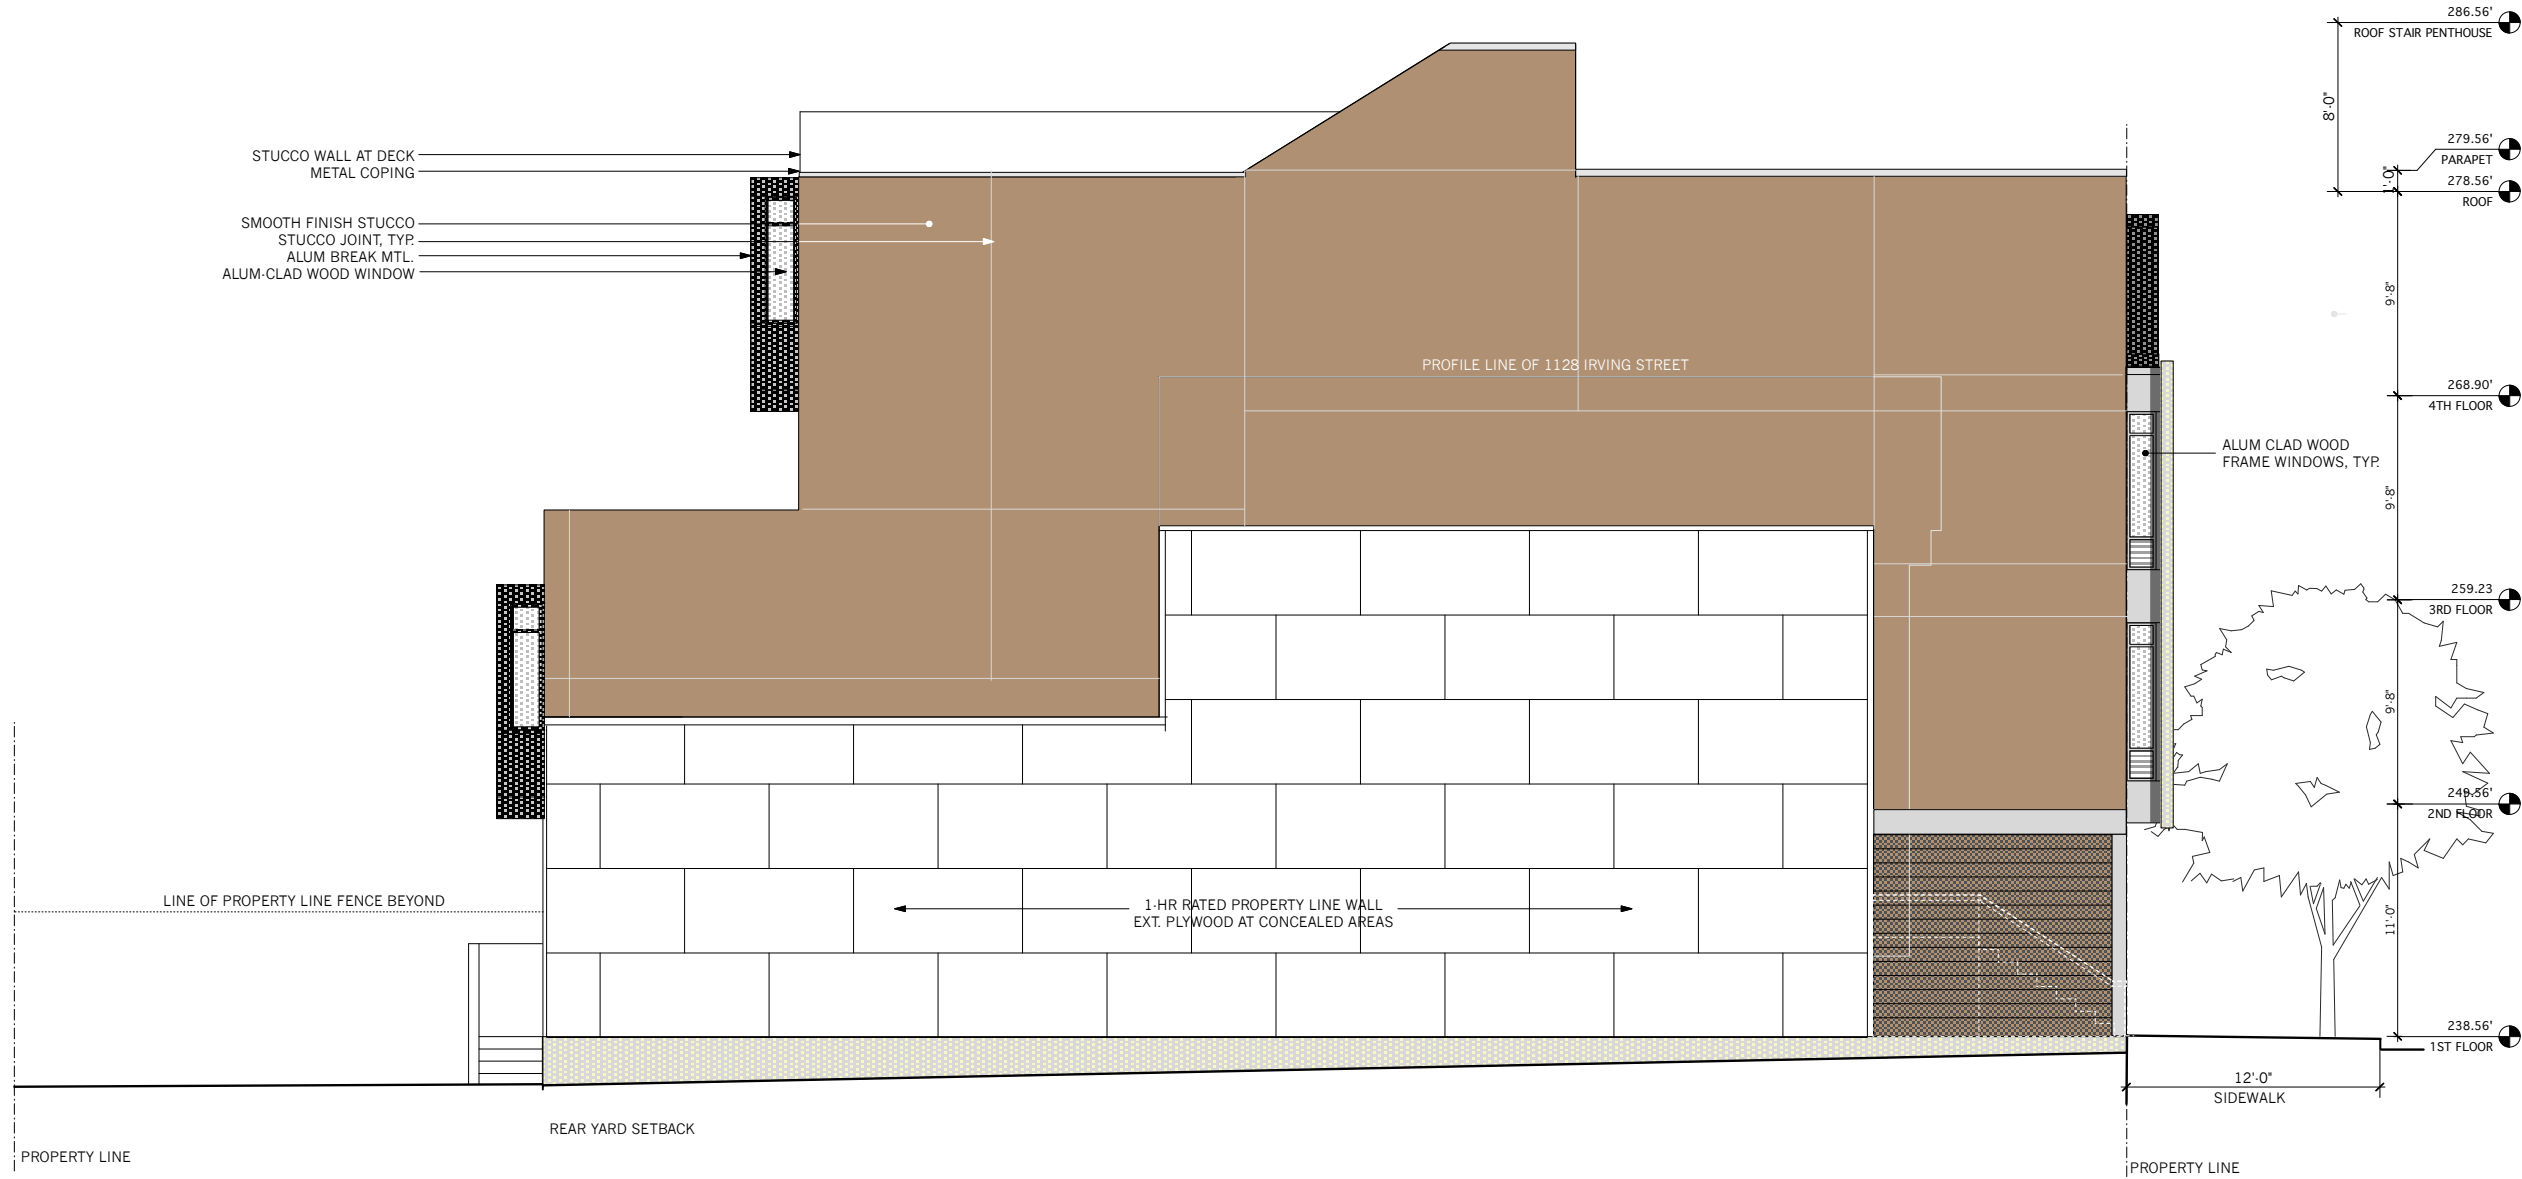 286.56'
ROOF STAIR PENTHOUSE
8'-0"
279.56'
PARAPET
1'-0"
278.56'
ROOF
STUCCO WALL AT DECK
METAL COPING
SMOOTH FINISH STUCCO
STUCCO JOINT, TYP.
ALUM BREAK MTL.
ALUM-CLAD WOOD WINDOW
9'-8"
PROFILE LINE OF 1128 IRVING STREET
268.90'
4TH FLOOR
ALUM CLAD WOOD
FRAME WINDOWS, TYP.
9'-8"
259.23
3RD FLOOR
9'-8"
249.56'
2ND FLOOR
LINE OF PROPERTY LINE FENCE BEYOND
1-HR RATED PROPERTY LINE WALL
EXT. PLYWOOD AT CONCEALED AREAS
11'-0"
238.56'
1ST FLOOR
12'-0"
SIDEWALK
REAR YARD SETBACK
PROPERTY LINE
PROPERTY LINE